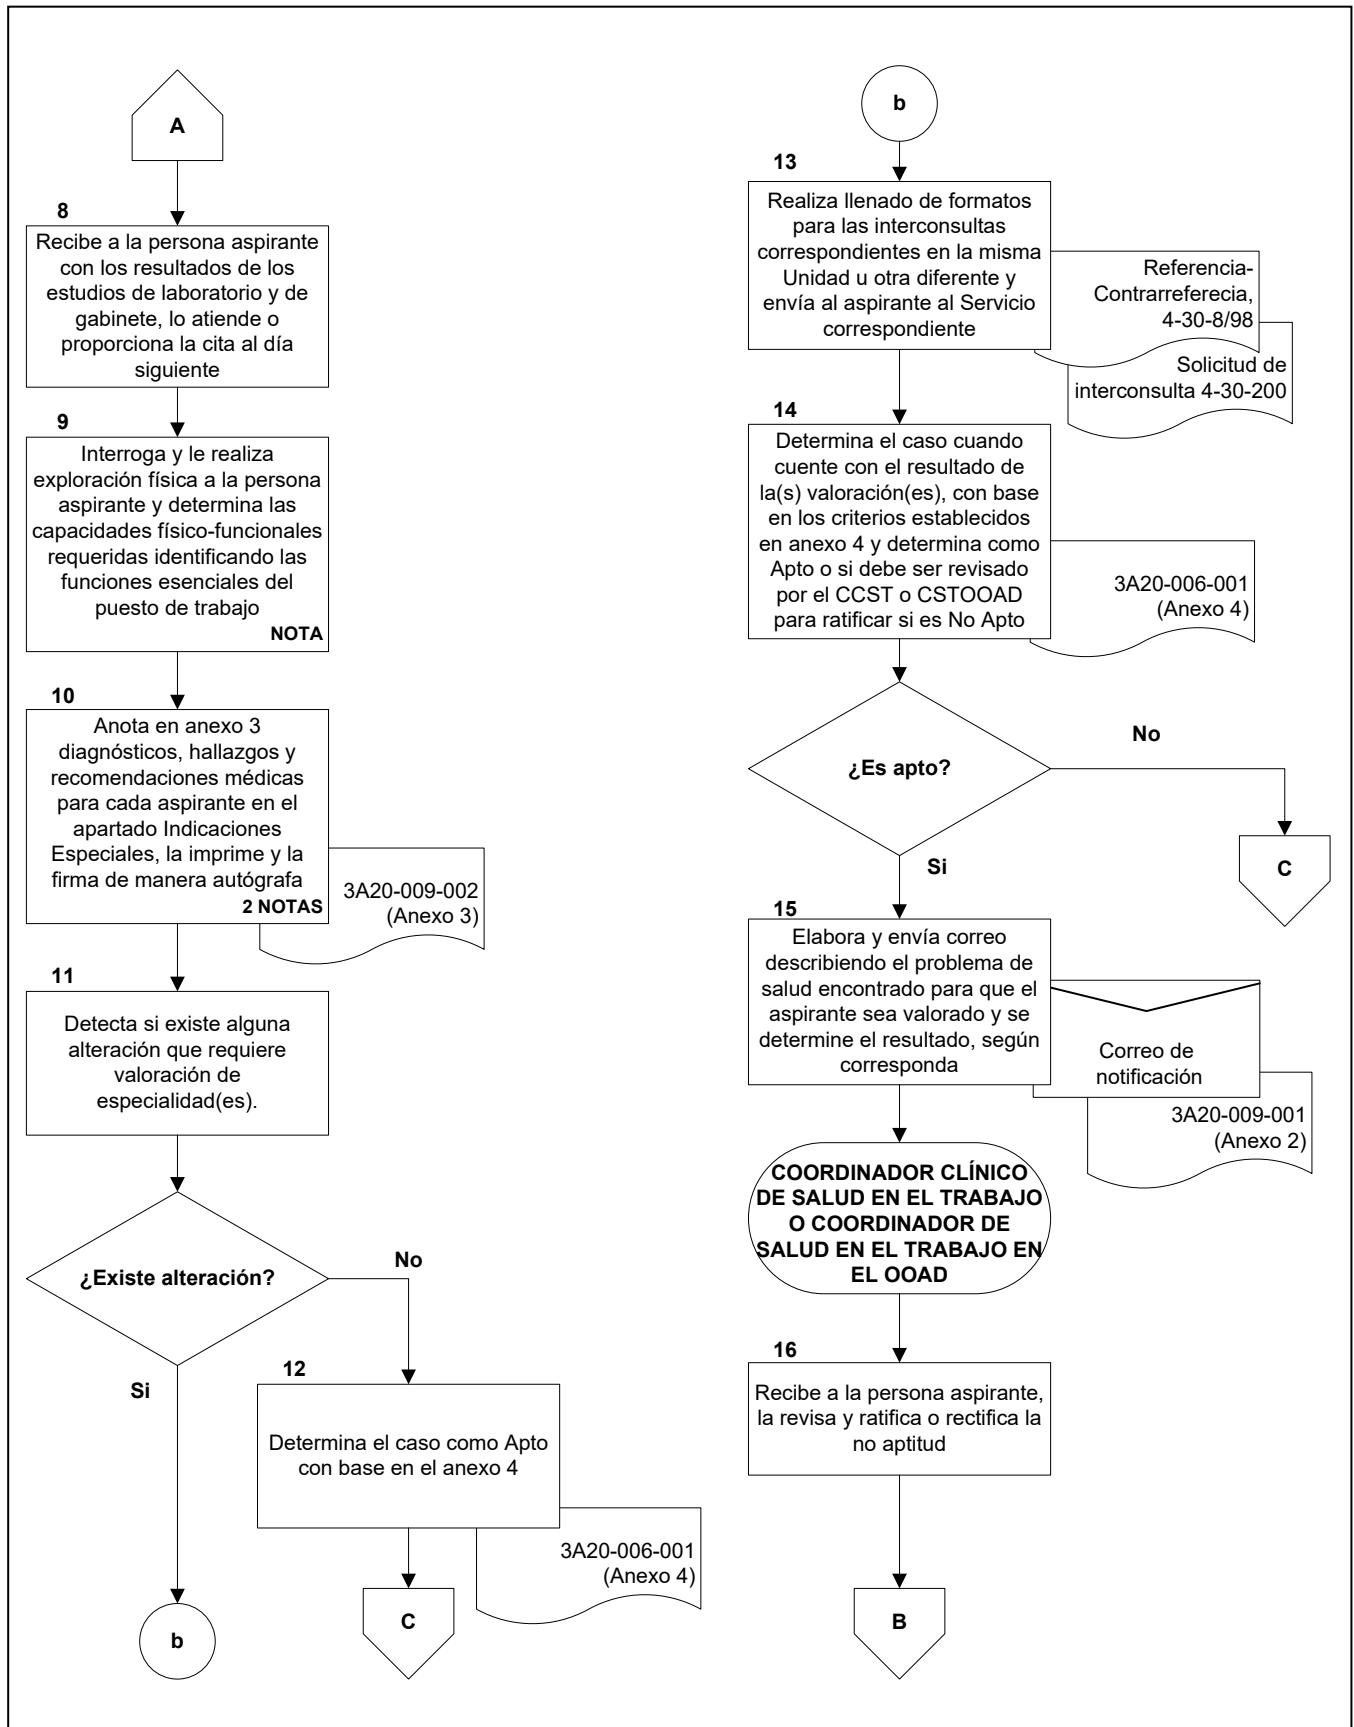 A
8
Recibe a la persona aspirante
con los resultados de los
estudios de laboratorio y de
gabinete, lo atiende o
proporciona la cita al día
siguiente
9
Interroga y le realiza
exploración física a la persona
aspirante y determina las
capacidades físico-funcionales
requeridas identificando las
funciones esenciales del
puesto de trabajo
NOTA
10
Anota en anexo 3
diagnósticos, hallazgos y
recomendaciones médicas
para cada aspirante en el
apartado Indicaciones
Especiales, la imprime y la
firma de manera autógrafa
2 NOTAS
3A20-009-002
(Anexo 3)
11
Detecta si existe alguna
alteración que requiere
valoración de
especialidad(es).
¿Existe alteración?
No
Si
12
Determina el caso como Apto
con base en el anexo 4
3A20-006-001
(Anexo 4)
C
b
b
13
Realiza llenado de formatos
para las interconsultas
correspondientes en la misma
Unidad u otra diferente y
envía al aspirante al Servicio
correspondiente
Referencia-
Contrarreferecia,
4-30-8/98
Solicitud de
interconsulta 4-30-200
14
Determina el caso cuando
cuente con el resultado de
la(s) valoración(es), con base
en los criterios establecidos
en anexo 4 y determina como
Apto o si debe ser revisado
por el CCST o CSTOOAD
para ratificar si es No Apto
3A20-006-001
(Anexo 4)
¿Es apto?
No
C
Si
15
Elabora y envía correo
describiendo el problema de
salud encontrado para que el
aspirante sea valorado y se
determine el resultado, según
corresponda
Correo de
notificación
3A20-009-001
(Anexo 2)
COORDINADOR CLÍNICO
DE SALUD EN EL TRABAJO
O COORDINADOR DE
SALUD EN EL TRABAJO EN
EL OOAD
16
Recibe a la persona aspirante,
la revisa y ratifica o rectifica la
no aptitud
B